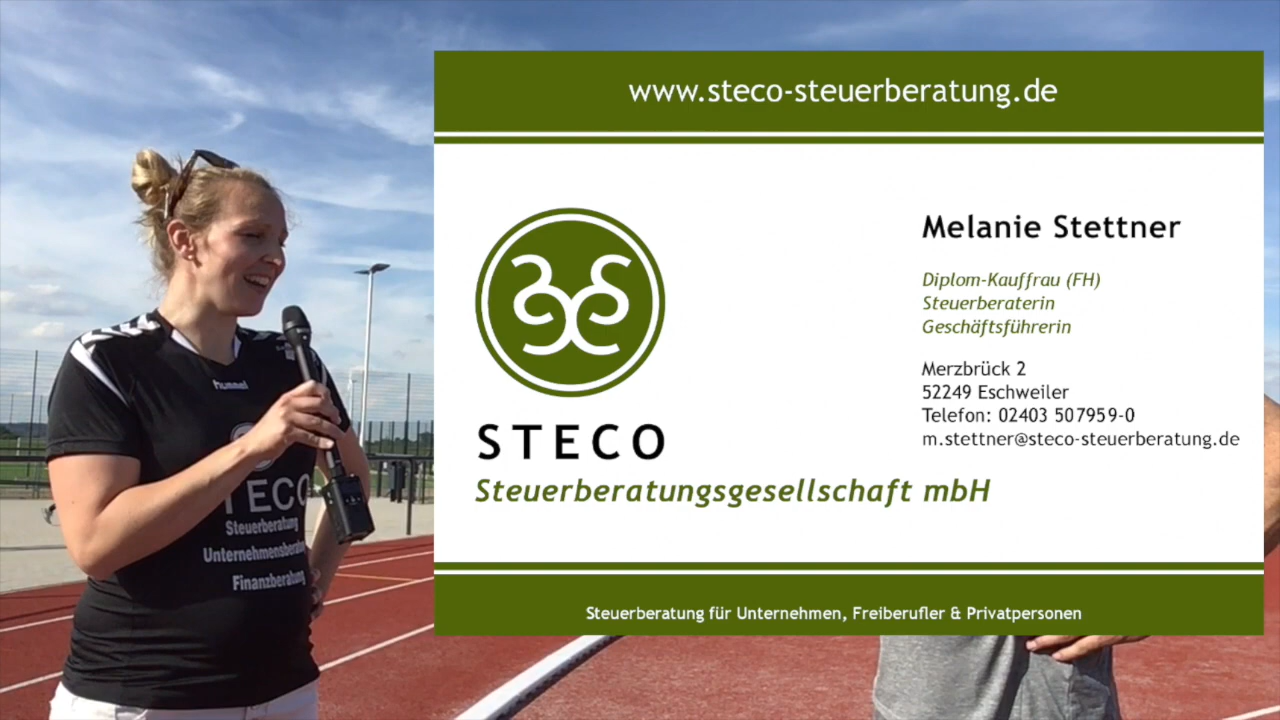 www.steco-steuerberatung.de
Melanie Stettner
Diplom-Kauffrau (FH)
Steuerberaterin
Geschäftsführerin
Merzbrück 2
52249 Eschweiler
Telefon: 02403 507959-0
m.stettner@steco-steuerberatung.de
STECO
Steuerberatungsgesellschaft mbH
Steuerberatung für Unternehmen, Freiberufler & Privatpersonen
hummel
TECO
Steuerberatung
Finanzberatung